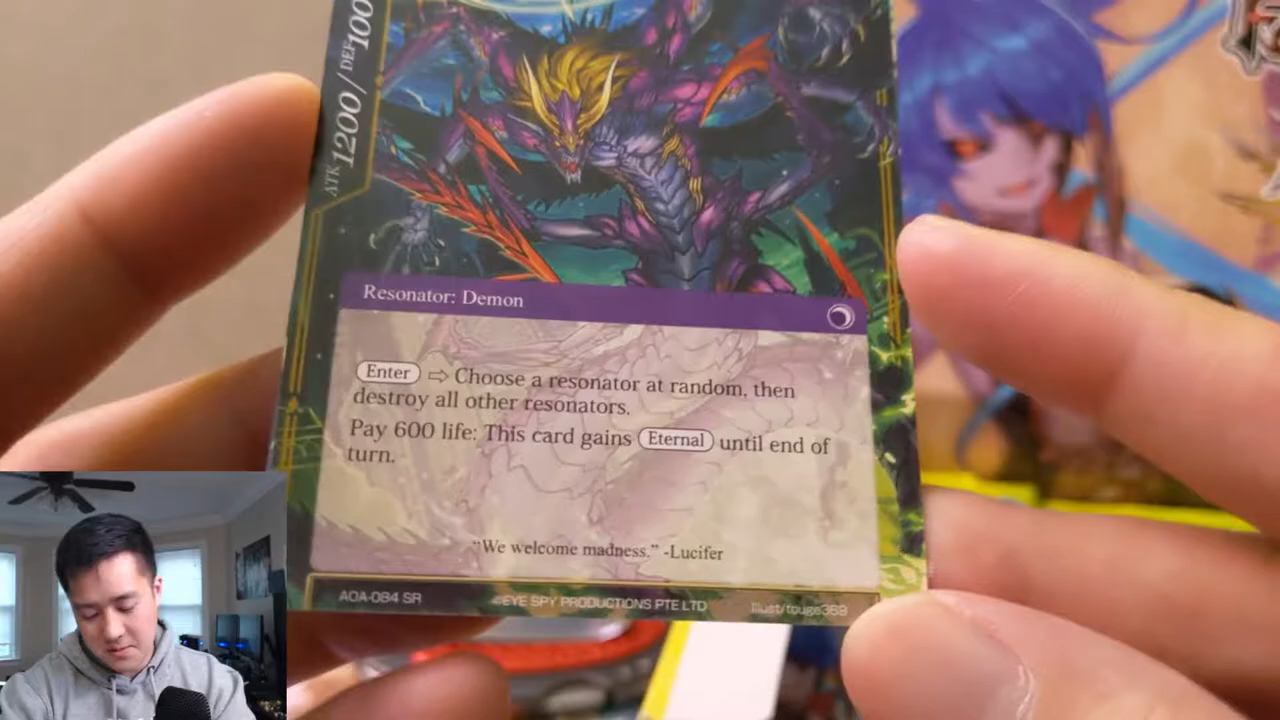 ATK 1200 / DEF 100
Resonator: Demon
Enter ⇨ Choose a resonator at random, then
destroy all other resonators.
Pay 600 life: This card gains Eternal until end of
turn.
"We welcome madness." -Lucifer
AOA-084 SR ©EYE SPY PRODUCTIONS PTE LTD Illust/touge369